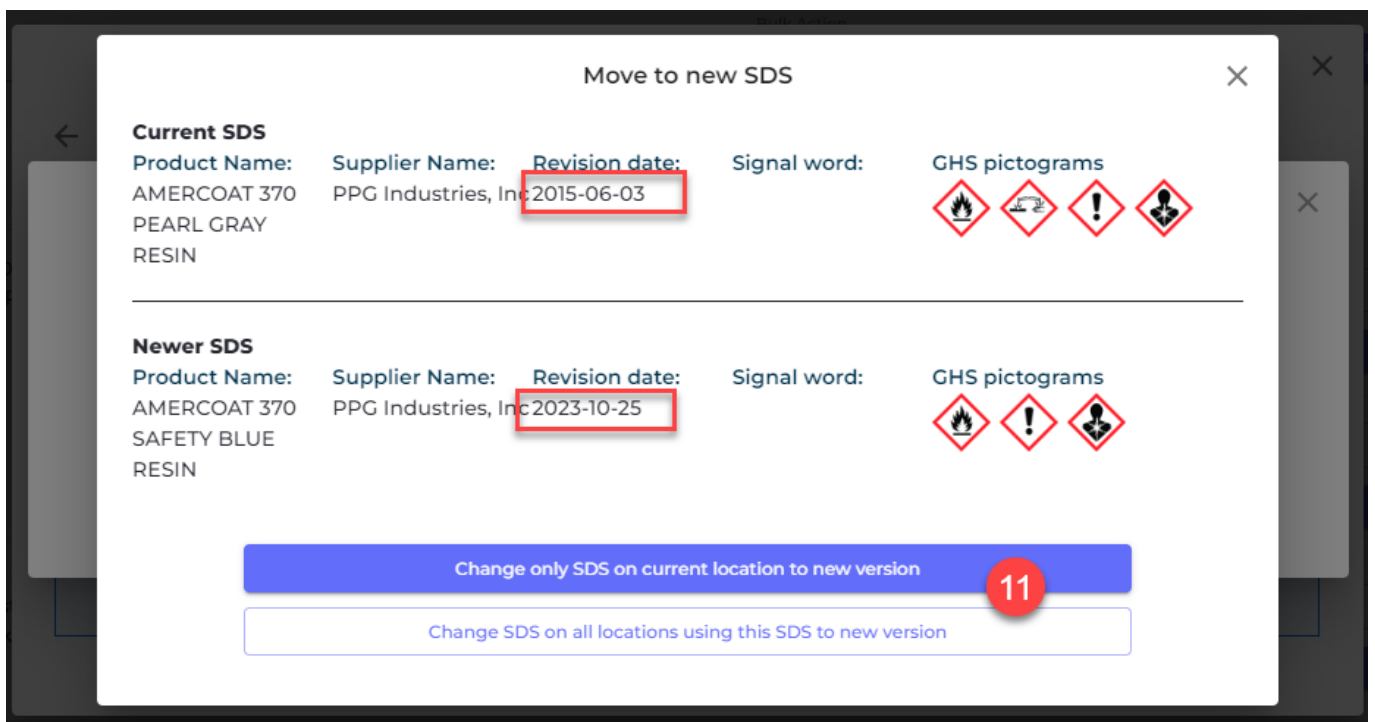 Bulk Action
Move to new SDS
Current SDS
Product Name: Supplier Name: Revision date: Signal word: GHS pictograms
AMERCOAT 370 PPG Industries, Inc 2015-06-03
PEARL GRAY
RESIN
Newer SDS
Product Name: Supplier Name: Revision date: Signal word: GHS pictograms
AMERCOAT 370 PPG Industries, Inc 2023-10-25
SAFETY BLUE
RESIN
Change only SDS on current location to new version
11
Change SDS on all locations using this SDS to new version